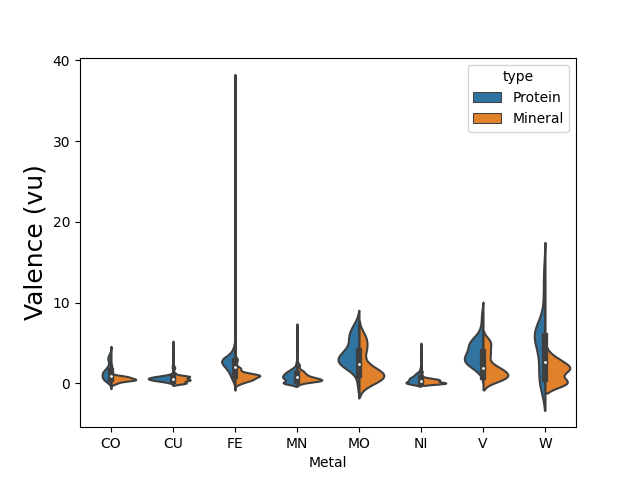 40
30
20
10
0
Valence (vu)
type
Protein
Mineral
CO CU FE MN MO NI V W
Metal